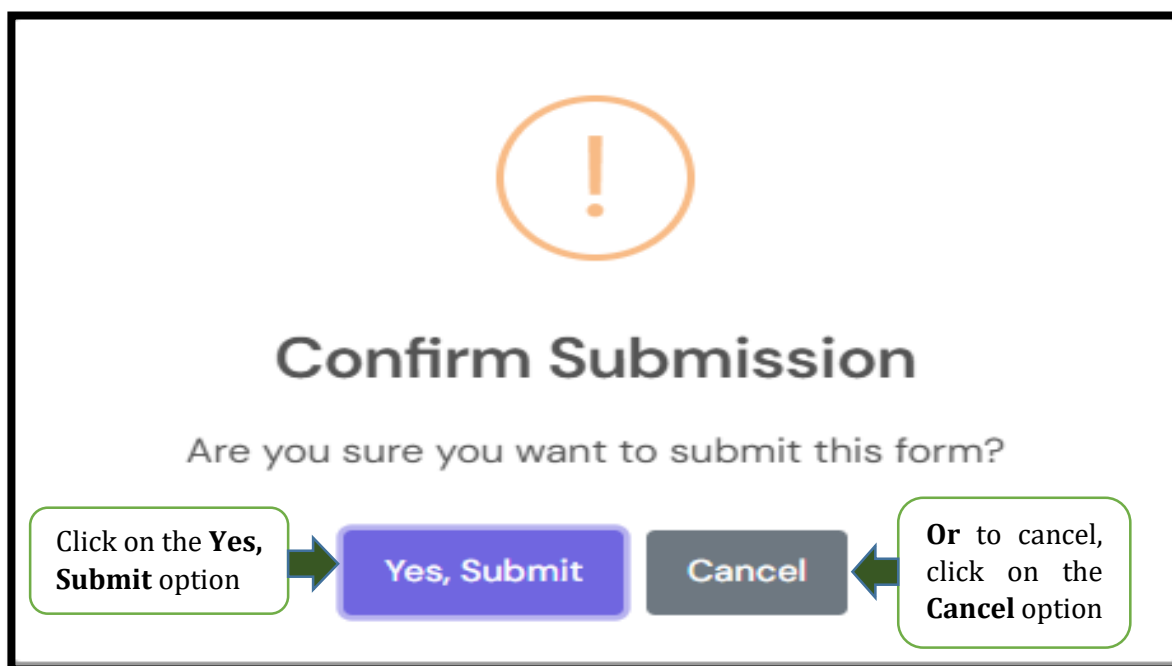 !
Confirm Submission
Are you sure you want to submit this form?
Click on the Yes,
Submit option
Yes, Submit
Cancel
Or to cancel,
click on the
Cancel option